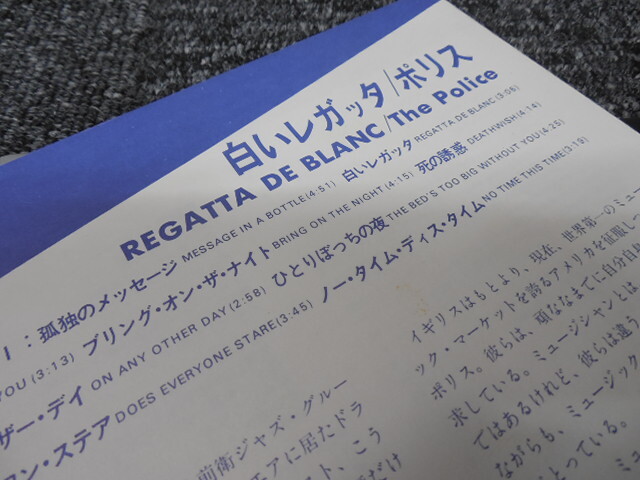 白いレガッタ/ポリス
REGATTA DE BLANC/The Police
1:孤独のメッセージ MESSAGE IN A BOTTLE(4:51) 白いレガッタ REGATTA DE BLANC(3:06)
ブリング・オン・ザ・ナイト BRING ON THE NIGHT(4:15) 死の誘惑 DEATHWISH(4:14)
YOU(3:13) ひとりぼっちの夜 THE BED'S TOO BIG WITHOUT YOU(4:25)
ザー・デイ ON ANY OTHER DAY(2:58) ノー・タイム・ディス・タイム NO TIME THIS TIME(3:19)
アン・ステア DOES EVERYONE STARE(3:45)
イギリスはもとより、現在、世界第一のミュー
ック・マーケットを誇るアメリカを征服し
ポリス。彼らは、頑ななまでに自分自
求している。ミュージシャンとは
ではあるけれど、彼らは違う
ながらも、ミュージック
とっている。
前衛ジャズ・グルー
エアに居たドラ
ト、こう
だけ